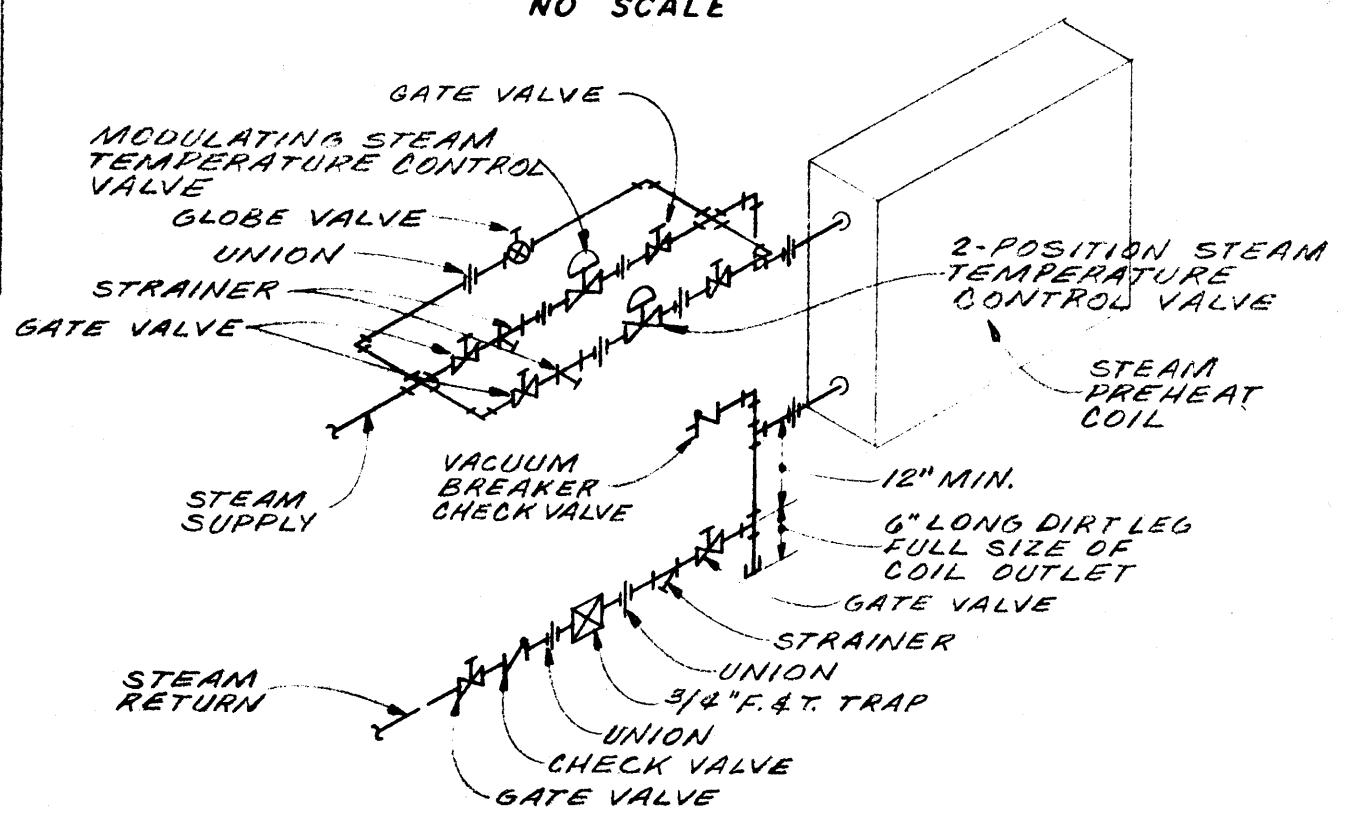 NO SCALE
GATE VALVE
MODULATING STEAM
TEMPERATURE CONTROL
VALVE
GLOBE VALVE
UNION
STRAINER
GATE VALVE
2-POSITION STEAM
TEMPERATURE
CONTROL VALVE
STEAM
PREHEAT
COIL
STEAM
SUPPLY
VACUUM
BREAKER
CHECK VALVE
12" MIN.
6" LONG DIRT LEG
FULL SIZE OF
COIL OUTLET
GATE VALVE
STRAINER
UNION
3/4" F. & T. TRAP
STEAM
RETURN
UNION
CHECK VALVE
GATE VALVE